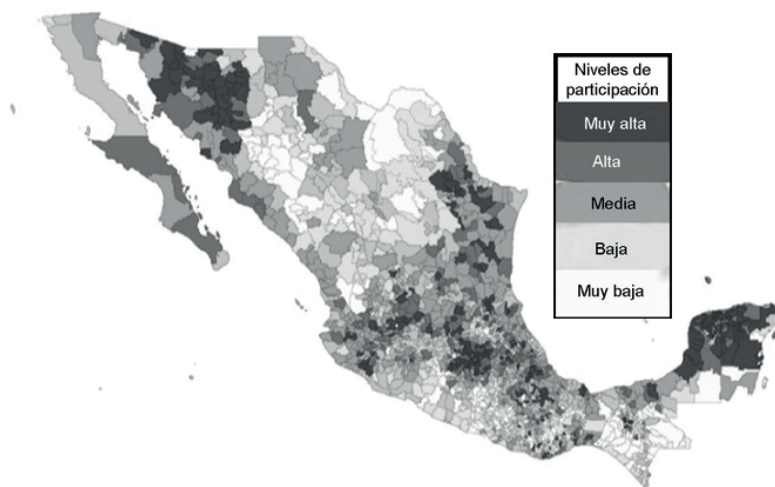 Niveles de
participación
Muy alta
Alta
Media
Baja
Muy baja